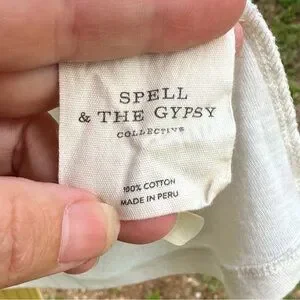 SPELL
& THE GYPSY
COLLECTIVE
100% COTTON
MADE IN PERU